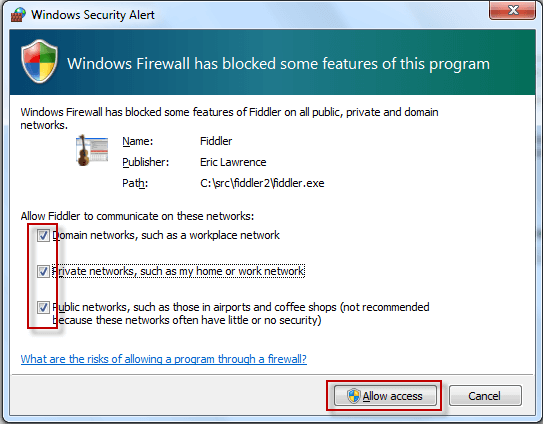 Windows Security Alert
Windows Firewall has blocked some features of this program
Windows Firewall has blocked some features of Fiddler on all public, private and domain
networks.
Name: Fiddler
Publisher: Eric Lawrence
Path: C:\src\fiddler2\fiddler.exe
Allow Fiddler to communicate on these networks:
Domain networks, such as a workplace network
Private networks, such as my home or work network
Public networks, such as those in airports and coffee shops (not recommended
because these networks often have little or no security)
What are the risks of allowing a program through a firewall?
Allow access Cancel